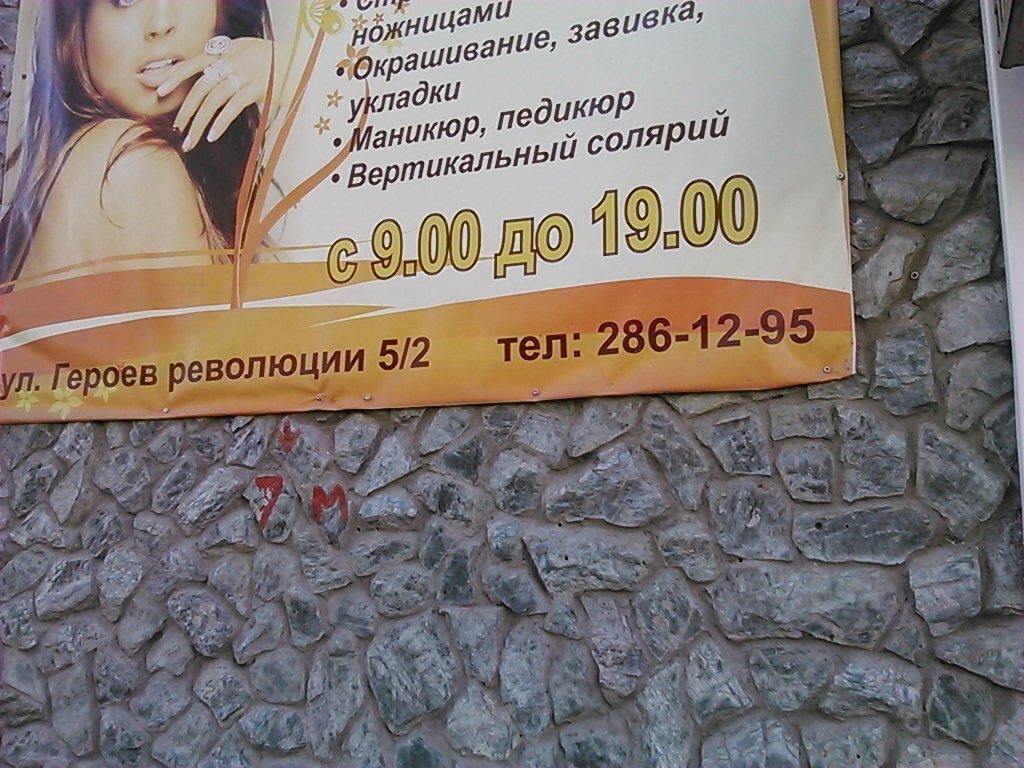 ножницами
• Окрашивание, завивка,
укладки
• Маникюр, педикюр
• Вертикальный солярий
с 9.00 до 19.00
ул. Героев революции 5/2 тел: 286-12-95
7 м